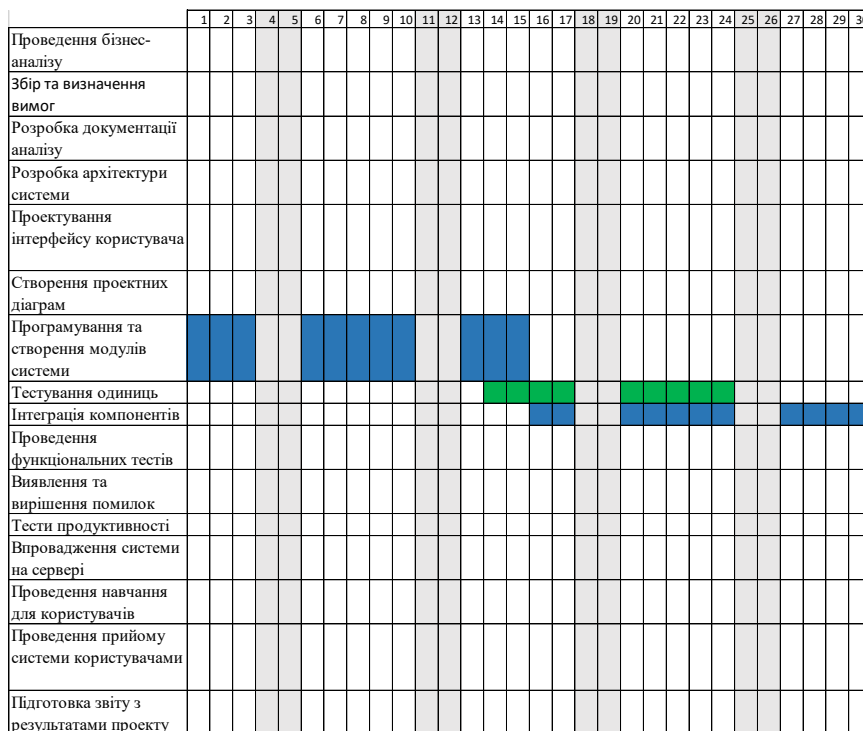 1 2 3 4 5 6 7 8 9 10 11 12 13 14 15 16 17 18 19 20 21 22 23 24 25 26 27 28 29 30
Проведення бізнес-
аналізу
Збір та визначення
вимог
Розробка документації
аналізу
Розробка архітектури
системи
Проектування
інтерфейсу користувача
Створення проектних
діаграм
Програмування та
створення модулів
системи
Тестування одиниць
Інтеграція компонентів
Проведення
функціональних тестів
Виявлення та
вирішення помилок
Тести продуктивності
Впровадження системи
на сервері
Проведення навчання
для користувачів
Проведення прийому
системи користувачами
Підготовка звіту з
результатами проекту